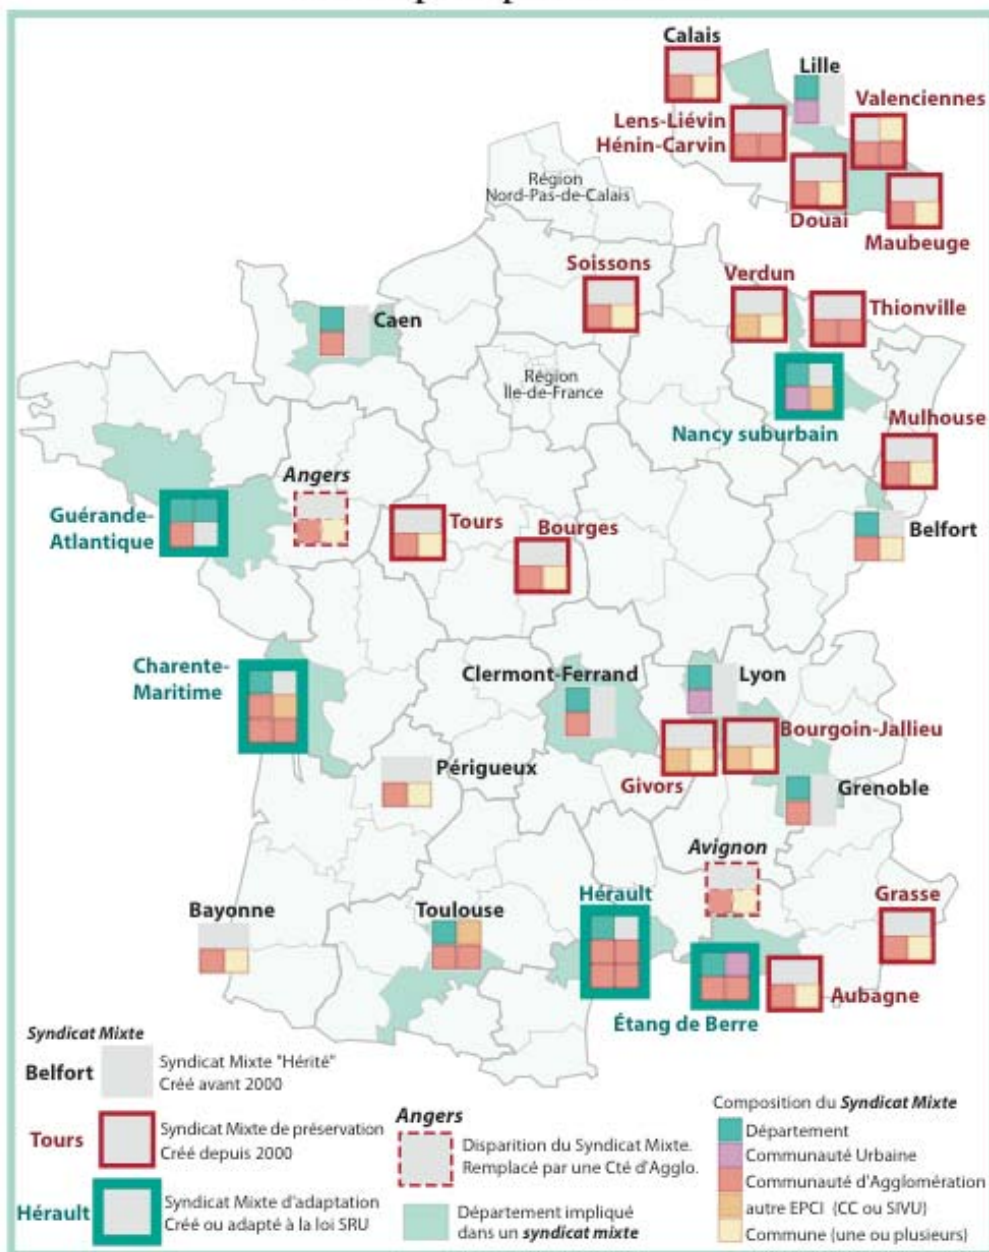 Calais
Lille
Valenciennes
Lens-Liévin
Hénin-Carvin
Région
Nord-Pas-de-Calais
Douai
Maubeuge
Soissons
Verdun
Thionville
Caen
Région
Île-de-France
Nancy suburbain
Mulhouse
Angers
Guérande-
Atlantique
Tours
Bourges
Belfort
Charente-
Maritime
Clermont-Ferrand
Lyon
Bourgoin-Jallieu
Périgueux
Givors
Grenoble
Avignon
Hérault
Grasse
Bayonne
Toulouse
Aubagne
Étang de Berre
Syndicat Mixte
Belfort
Syndicat Mixte "Hérité"
Créé avant 2000
Tours
Syndicat Mixte de préservation
Créé depuis 2000
Hérault
Syndicat Mixte d'adaptation
Créé ou adapté à la loi SRU
Angers
Disparition du Syndicat Mixte.
Remplacé par une Cté d'Agglo.
Département impliqué
dans un syndicat mixte
Composition du Syndicat Mixte
Département
Communauté Urbaine
Communauté d'Agglomération
autre EPCI (CC ou SIVU)
Commune (une ou plusieurs)